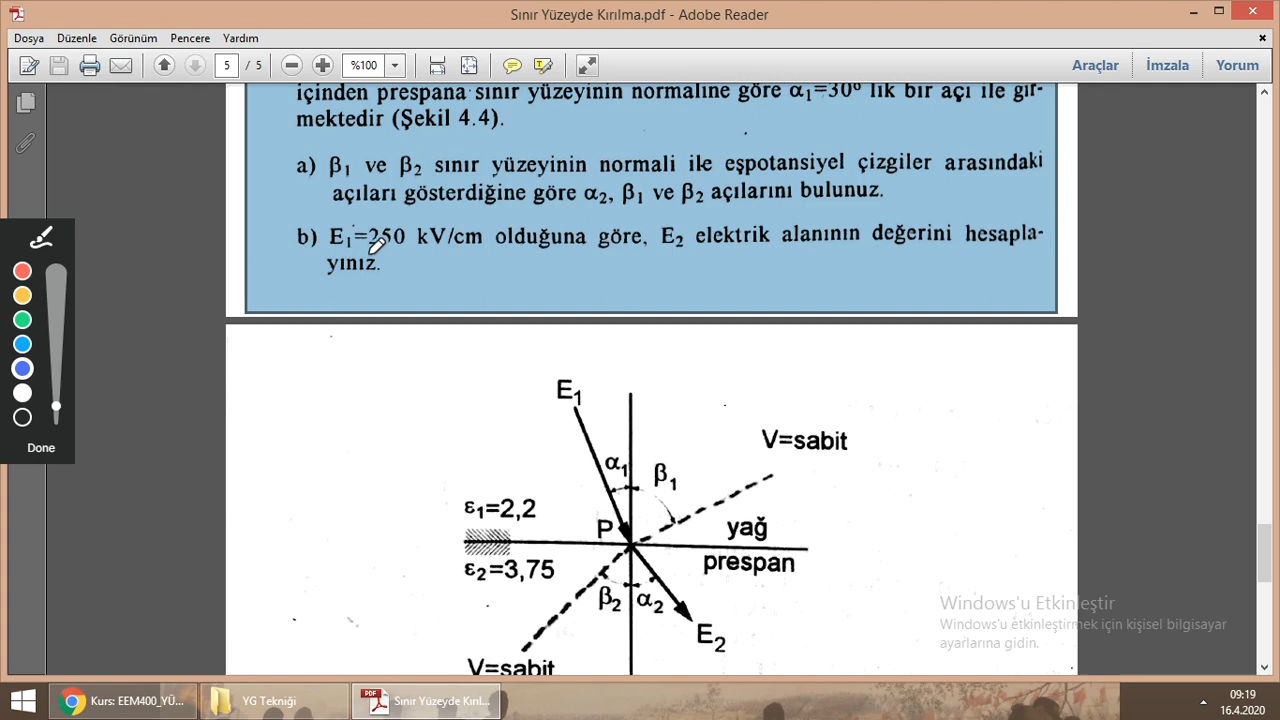 Sınır Yüzeyde Kırılma.pdf - Adobe Reader
Dosya Düzenle Görünüm Pencere Yardım
5 / 5 %100 Araçlar İmzala Yorum
içinden prespana sınır yüzeyinin normaline göre α₁=30° lik bir açı ile gir-
mektedir (Şekil 4.4).
a) β₁ ve β₂ sınır yüzeyinin normali ile eşpotansiyel çizgiler arasındaki
açıları gösterdiğine göre α₂, β₁ ve β₂ açılarını bulunuz.
b) E₁=250 kV/cm olduğuna göre, E₂ elektrik alanının değerini hesapla-
yınız.
Done
E₁
V=sabit
α₁ β₁
ε₁=2,2
P yağ
ε₂=3,75 prespan
β₂ α₂
E₂
V=sabit
Windows'u Etkinleştir
Windows'u etkinleştirmek için kişisel bilgisayar
ayarlarına gidin.
Kurs: EEM400_YÜ... YG Tekniği Sınır Yüzeyde Kırıl...
09:19
16.4.2020